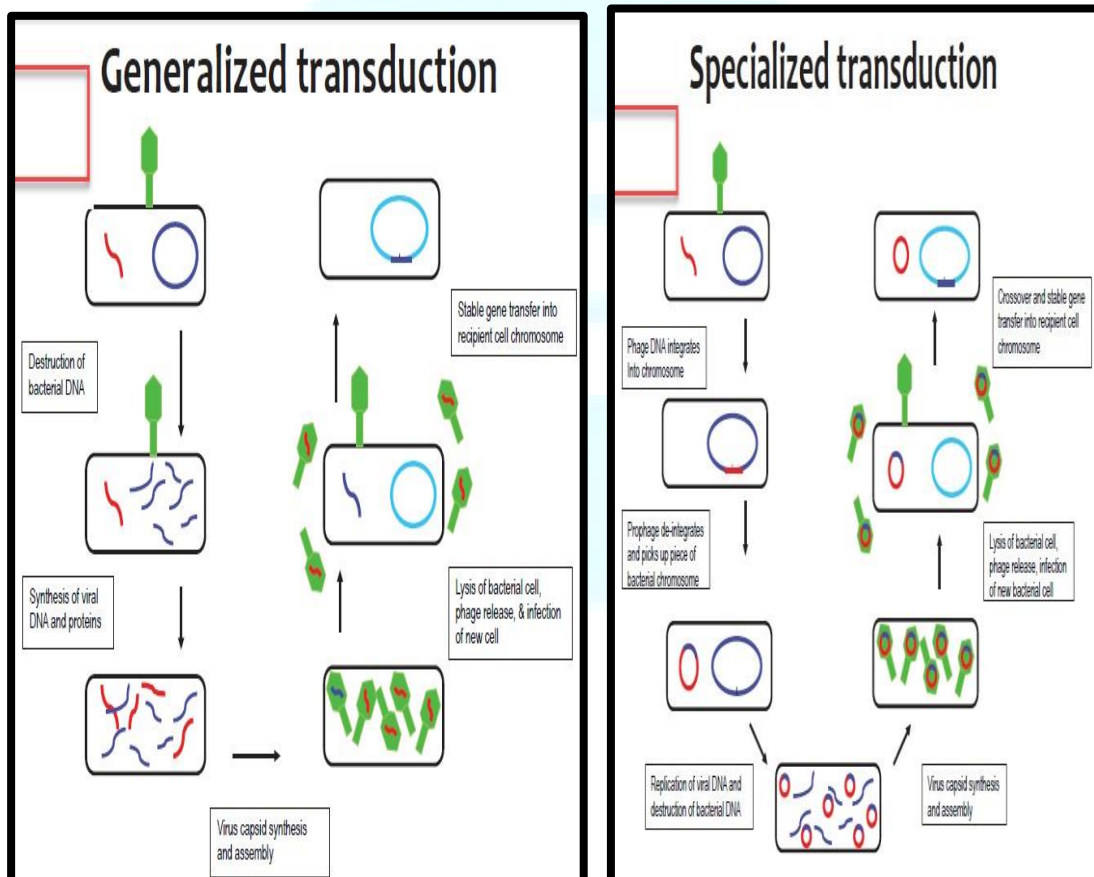 Generalized transduction
Destruction of
bacterial DNA
Synthesis of viral
DNA and proteins
Virus capsid synthesis
and assembly
Lysis of bacterial cell,
phage release, & infection
of new cell
Stable gene transfer into
recipient cell chromosome
Specialized transduction
Phage DNA integrates
Into chromosome
Prophage de-integrates
and picks up piece of
bacterial chromosome
Replication of viral DNA and
destruction of bacterial DNA
Virus capsid synthesis
and assembly
Lysis of bacterial cell,
phage release, infection
of new bacterial cell
Crossover and stable gene
transfer into recipient cell
chromosome